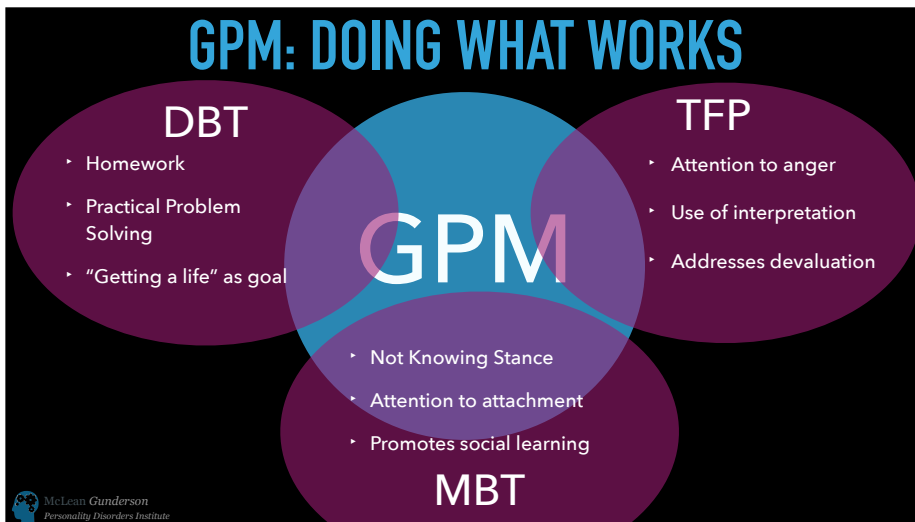 GPM: DOING WHAT WORKS
DBT
‣ Homework
‣ Practical Problem
Solving
‣ “Getting a life” as goal
TFP
‣ Attention to anger
‣ Use of interpretation
‣ Addresses devaluation
GPM
‣ Not Knowing Stance
‣ Attention to attachment
‣ Promotes social learning
MBT
McLean Gunderson
Personality Disorders Institute